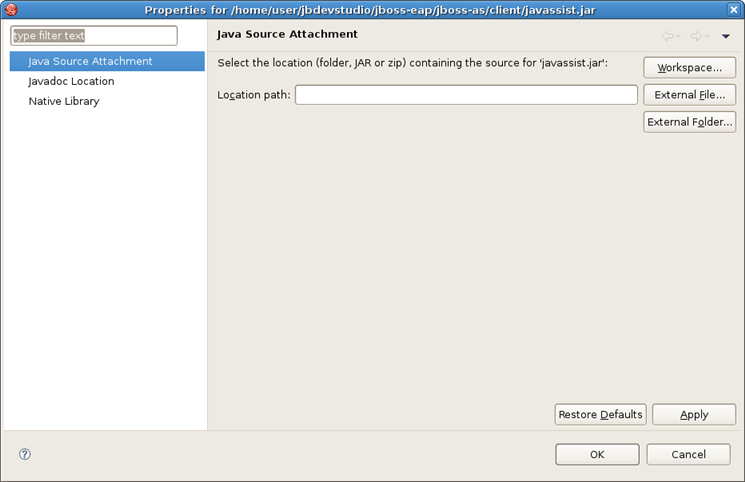 Properties for /home/user/jbdevstudio/jboss-eap/jboss-as/client/javassist.jar
type filter text
Java Source Attachment
Javadoc Location
Native Library
Java Source Attachment
Select the location (folder, JAR or zip) containing the source for 'javassist.jar':
Workspace...
Location path:
External File...
External Folder...
Restore Defaults
Apply
?
OK
Cancel